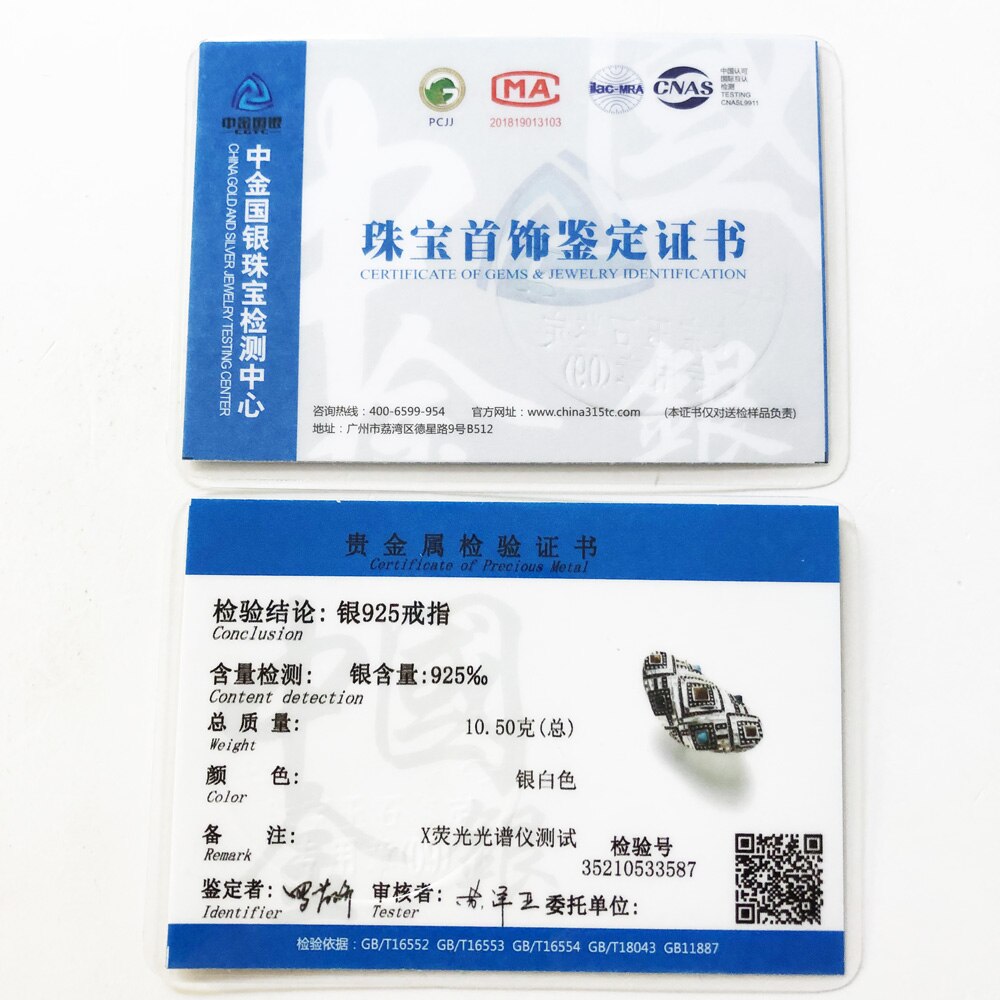 中金国银
CGTC
中金国银珠宝检测中心
CHINA GOLD AND SILVER JEWELRY TESTING CENTER
PCJJ
MA
201819013103
ilac-MRA
CNAS
中国认可
国际互认
检测
TESTING
CNASL9911
珠宝首饰鉴定证书
CERTIFICATE OF GEMS & JEWELRY IDENTIFICATION
咨询热线：400-6599-954 官方网址：www.china315tc.com (本证书仅对送检样品负责)
地址：广州市荔湾区德星路9号B512
贵金属检验证书
Certificate of Precious Metal
检验结论: 银925戒指
Conclusion
含量检测: 银含量:925‰
Content detection
总质量: 10.50克(总)
Weight
颜 色: 银白色
Color
备 注: X荧光光谱仪测试
Remark
检验号
35210533587
鉴定者: 审核者: 委托单位:
Identifier Tester
检验依据：GB/T16552 GB/T16553 GB/T16554 GB/T18043 GB11887